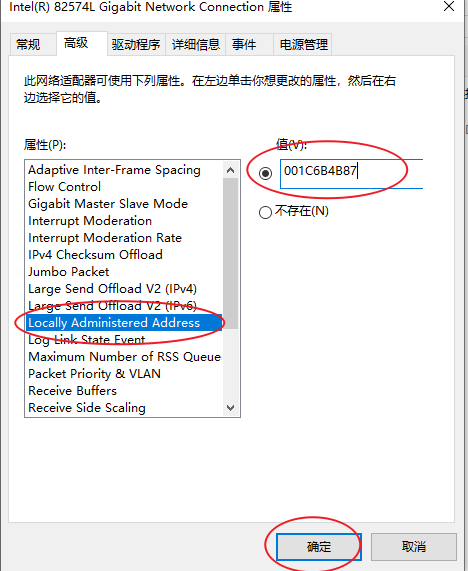 Intel(R) 82574L Gigabit Network Connection 属性
常规 高级 驱动程序 详细信息 事件 电源管理
此网络适配器可使用下列属性。在左边单击你想更改的属性，然后在右
边选择它的值。
属性(P): 值(V):
001C6B4B87
不存在(N)
Adaptive Inter-Frame Spacing
Flow Control
Gigabit Master Slave Mode
Interrupt Moderation
Interrupt Moderation Rate
IPv4 Checksum Offload
Jumbo Packet
Large Send Offload V2 (IPv4)
Large Send Offload V2 (IPv6)
Locally Administered Address
Log Link State Event
Maximum Number of RSS Queue
Packet Priority & VLAN
Receive Buffers
Receive Side Scaling
确定 取消